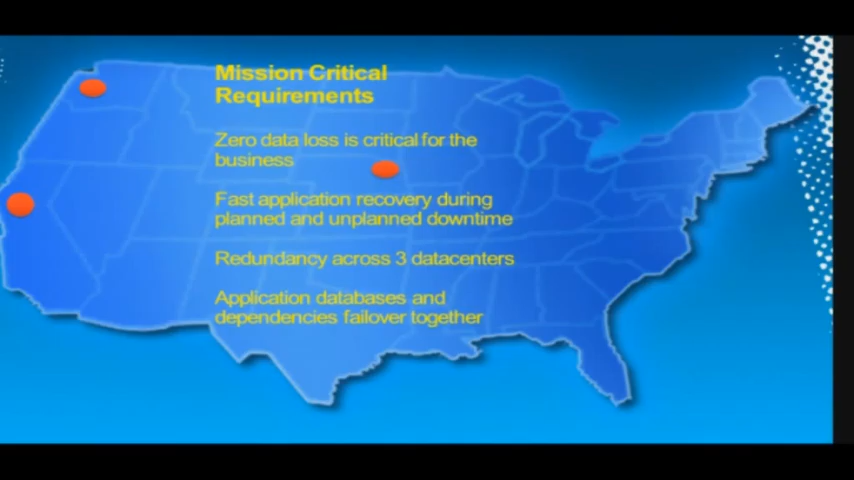 Mission Critical
Requirements
Zero data loss is critical for the
business
Fast application recovery during
planned and unplanned downtime
Redundancy across 3 datacenters
Application databases and
dependencies failover together